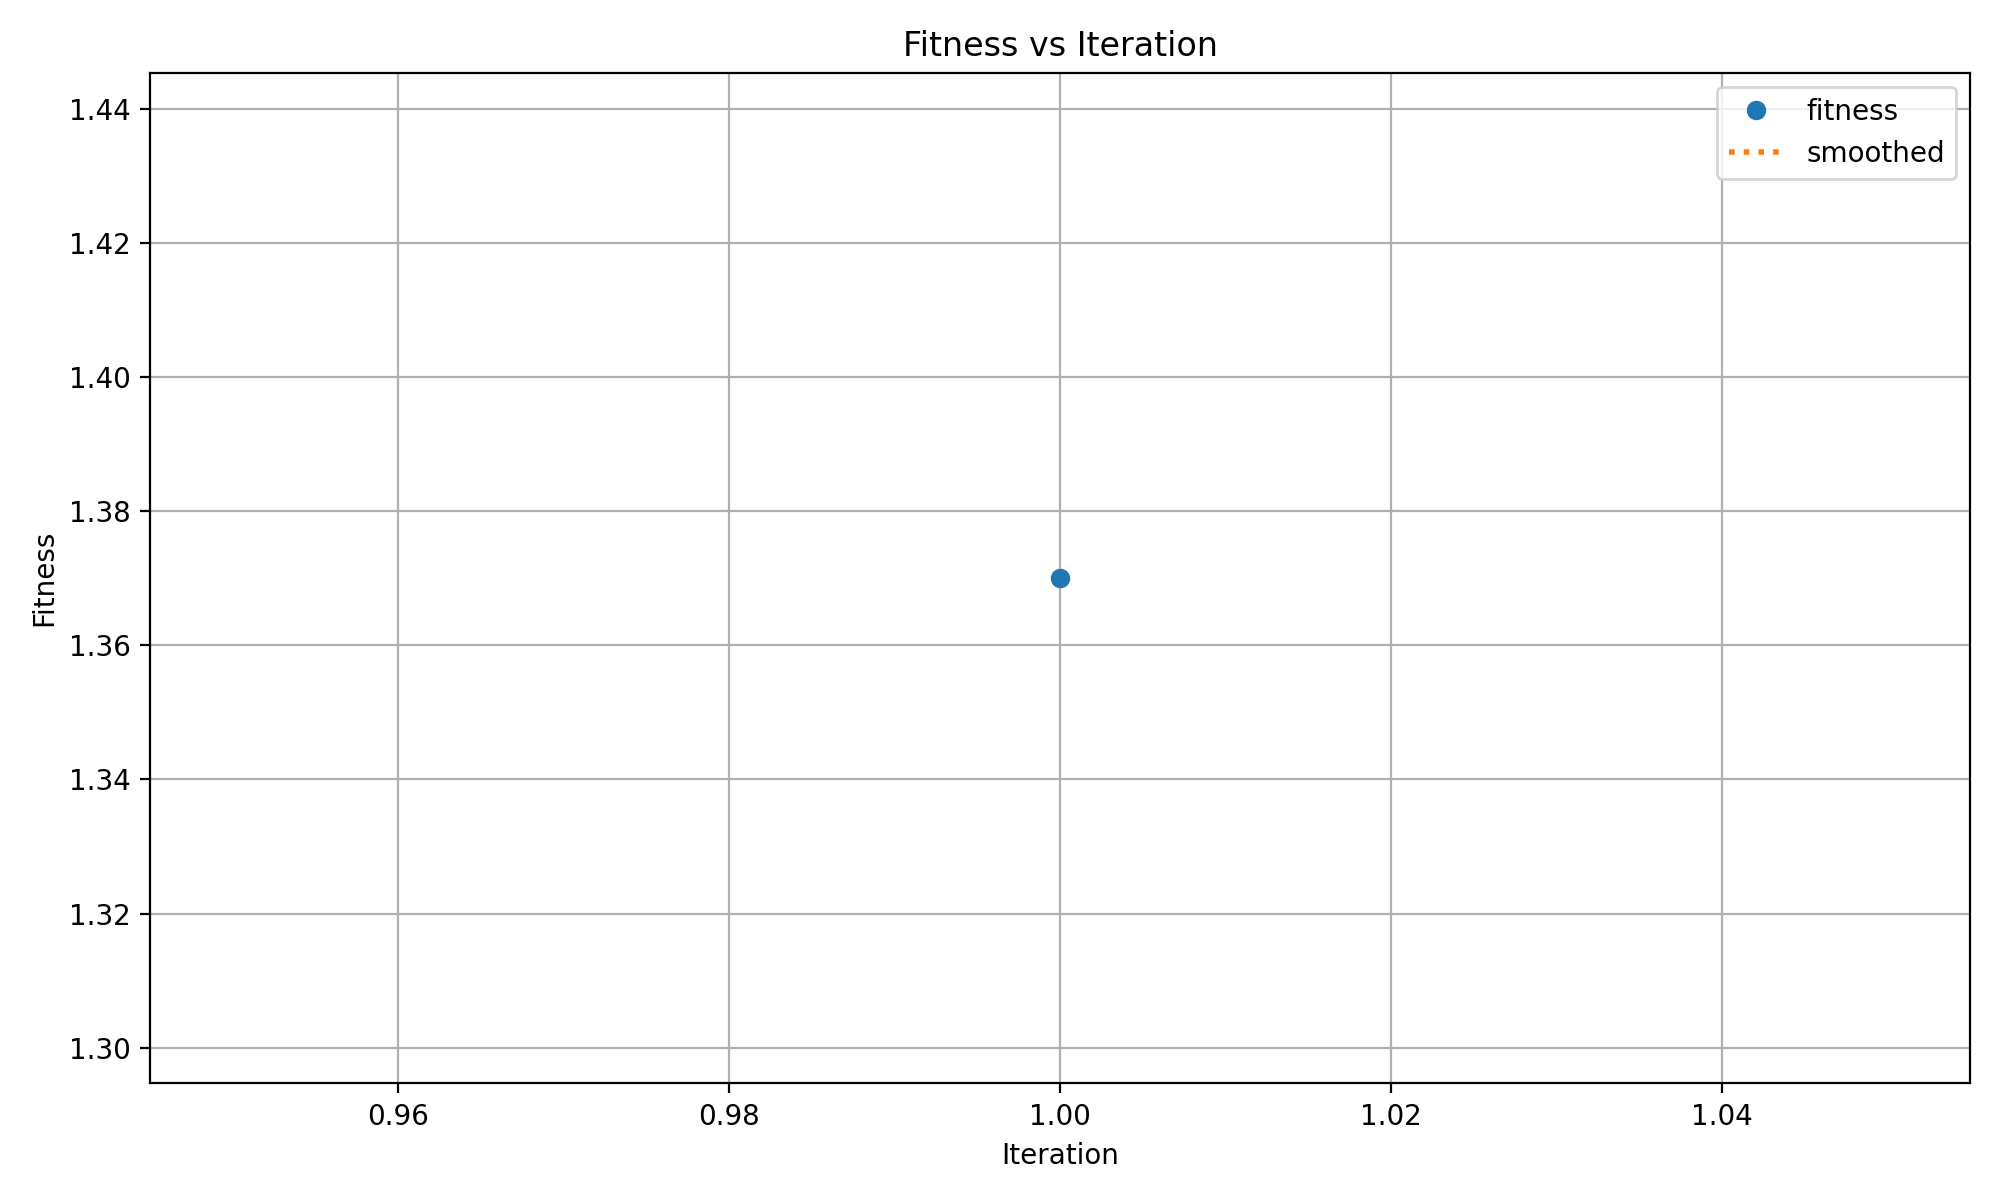 Fitness vs Iteration
fitness
smoothed
1.44
1.42
1.40
1.38
1.36
1.34
1.32
1.30
Fitness
0.96 0.98 1.00 1.02 1.04
Iteration